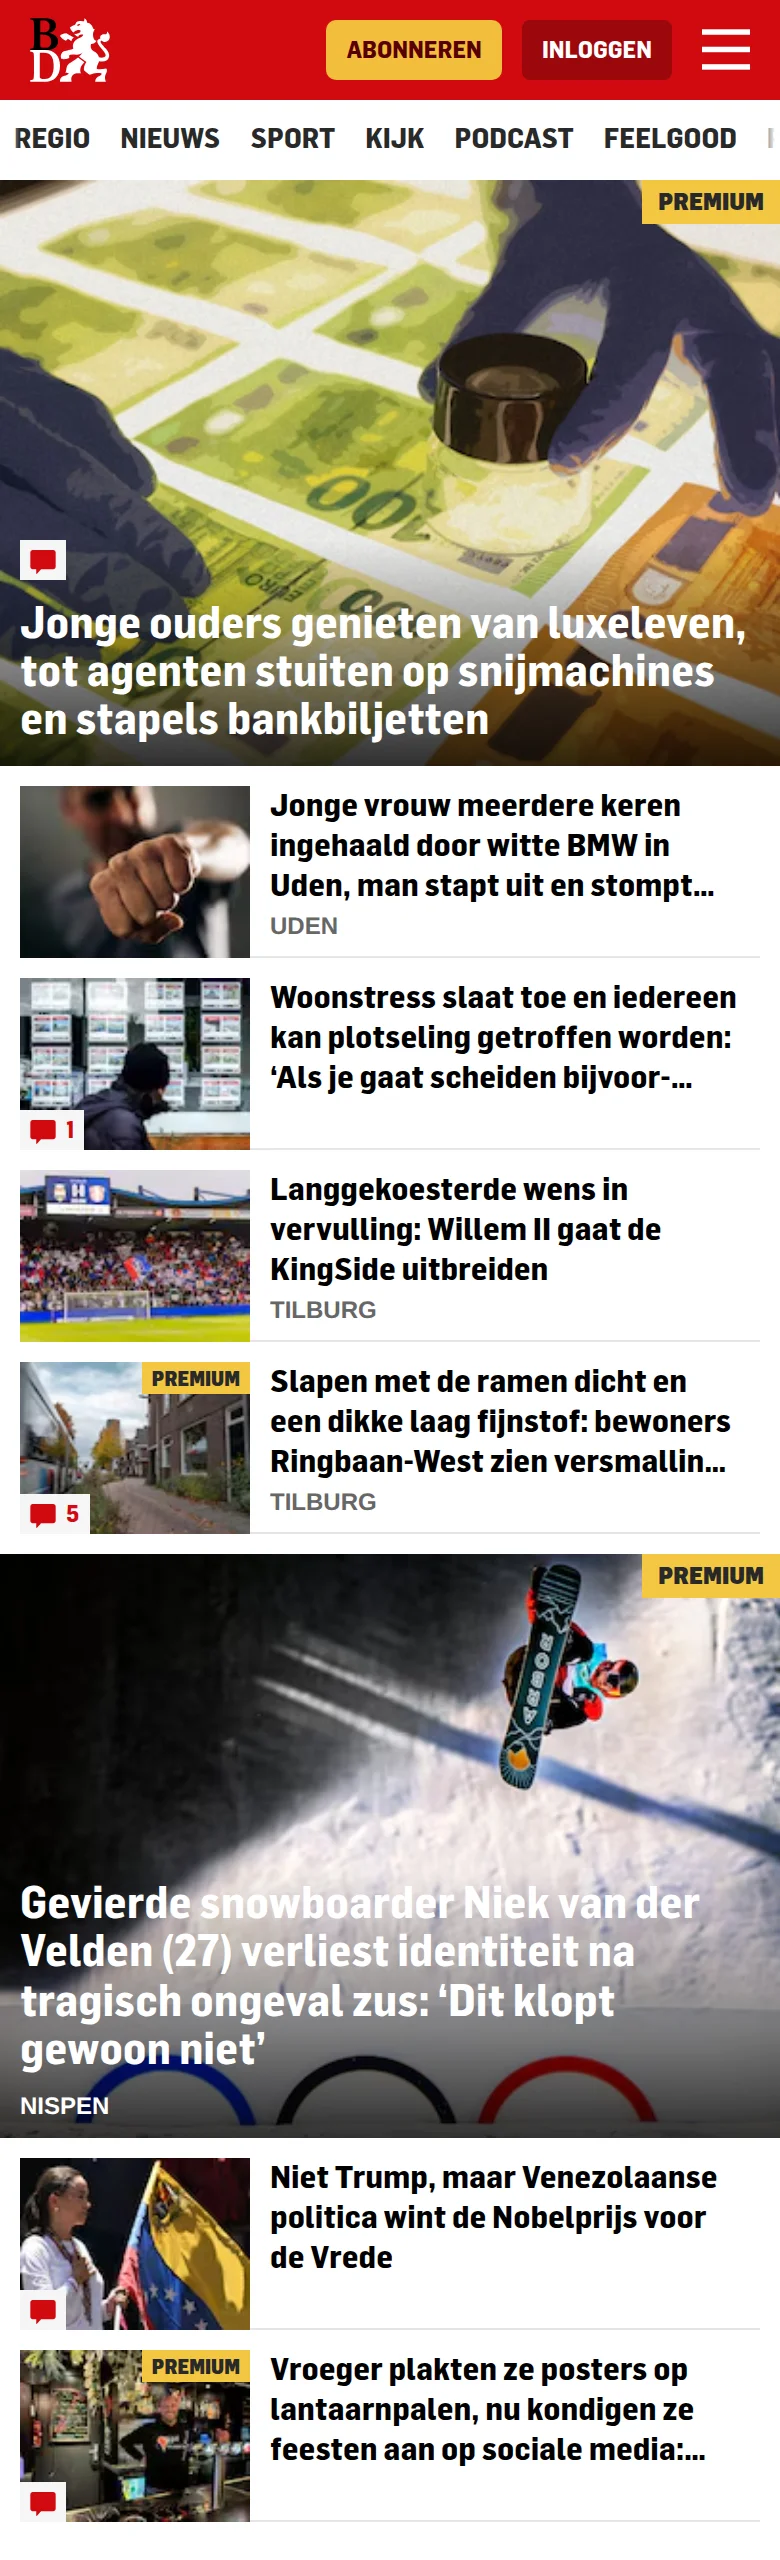 BD
ABONNEREN
INLOGGEN
REGIO NIEUWS SPORT KIJK PODCAST FEELGOOD
PREMIUM
100
EURO
Jonge ouders genieten van luxeleven,
tot agenten stuiten op snijmachines
en stapels bankbiljetten
Jonge vrouw meerdere keren
ingehaald door witte BMW in
Uden, man stapt uit en stompt...
UDEN
Woonstress slaat toe en iedereen
kan plotseling getroffen worden:
‘Als je gaat scheiden bijvoor-...
1
Langgekoesterde wens in
vervulling: Willem II gaat de
KingSide uitbreiden
TILBURG
PREMIUM
5
Slapen met de ramen dicht en
een dikke laag fijnstof: bewoners
Ringbaan-West zien versmallin...
TILBURG
PREMIUM
Gevierde snowboarder Niek van der
Velden (27) verliest identiteit na
tragisch ongeval zus: ‘Dit klopt
gewoon niet’
NISPEN
Niet Trump, maar Venezolaanse
politica wint de Nobelprijs voor
de Vrede
PREMIUM
Vroeger plakten ze posters op
lantaarnpalen, nu kondigen ze
feesten aan op sociale media:...